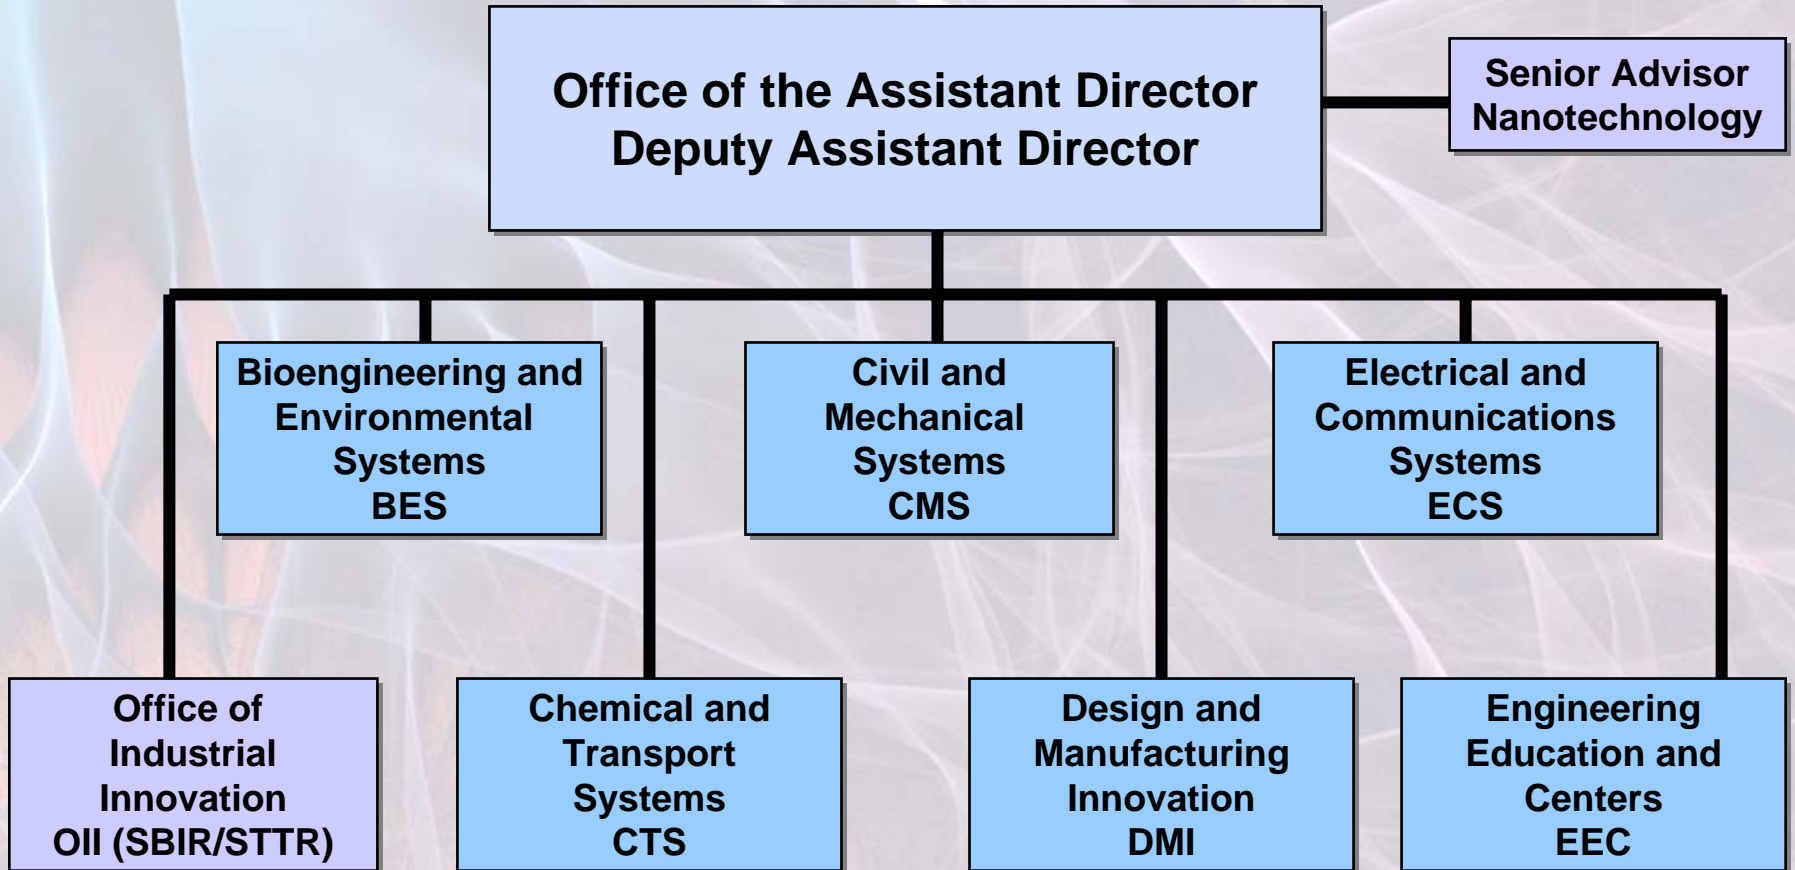 Office of the Assistant Director
Deputy Assistant Director
Senior Advisor
Nanotechnology
Bioengineering and
Environmental
Systems
BES
Civil and
Mechanical
Systems
CMS
Electrical and
Communications
Systems
ECS
Office of
Industrial
Innovation
OII (SBIR/STTR)
Chemical and
Transport
Systems
CTS
Design and
Manufacturing
Innovation
DMI
Engineering
Education and
Centers
EEC